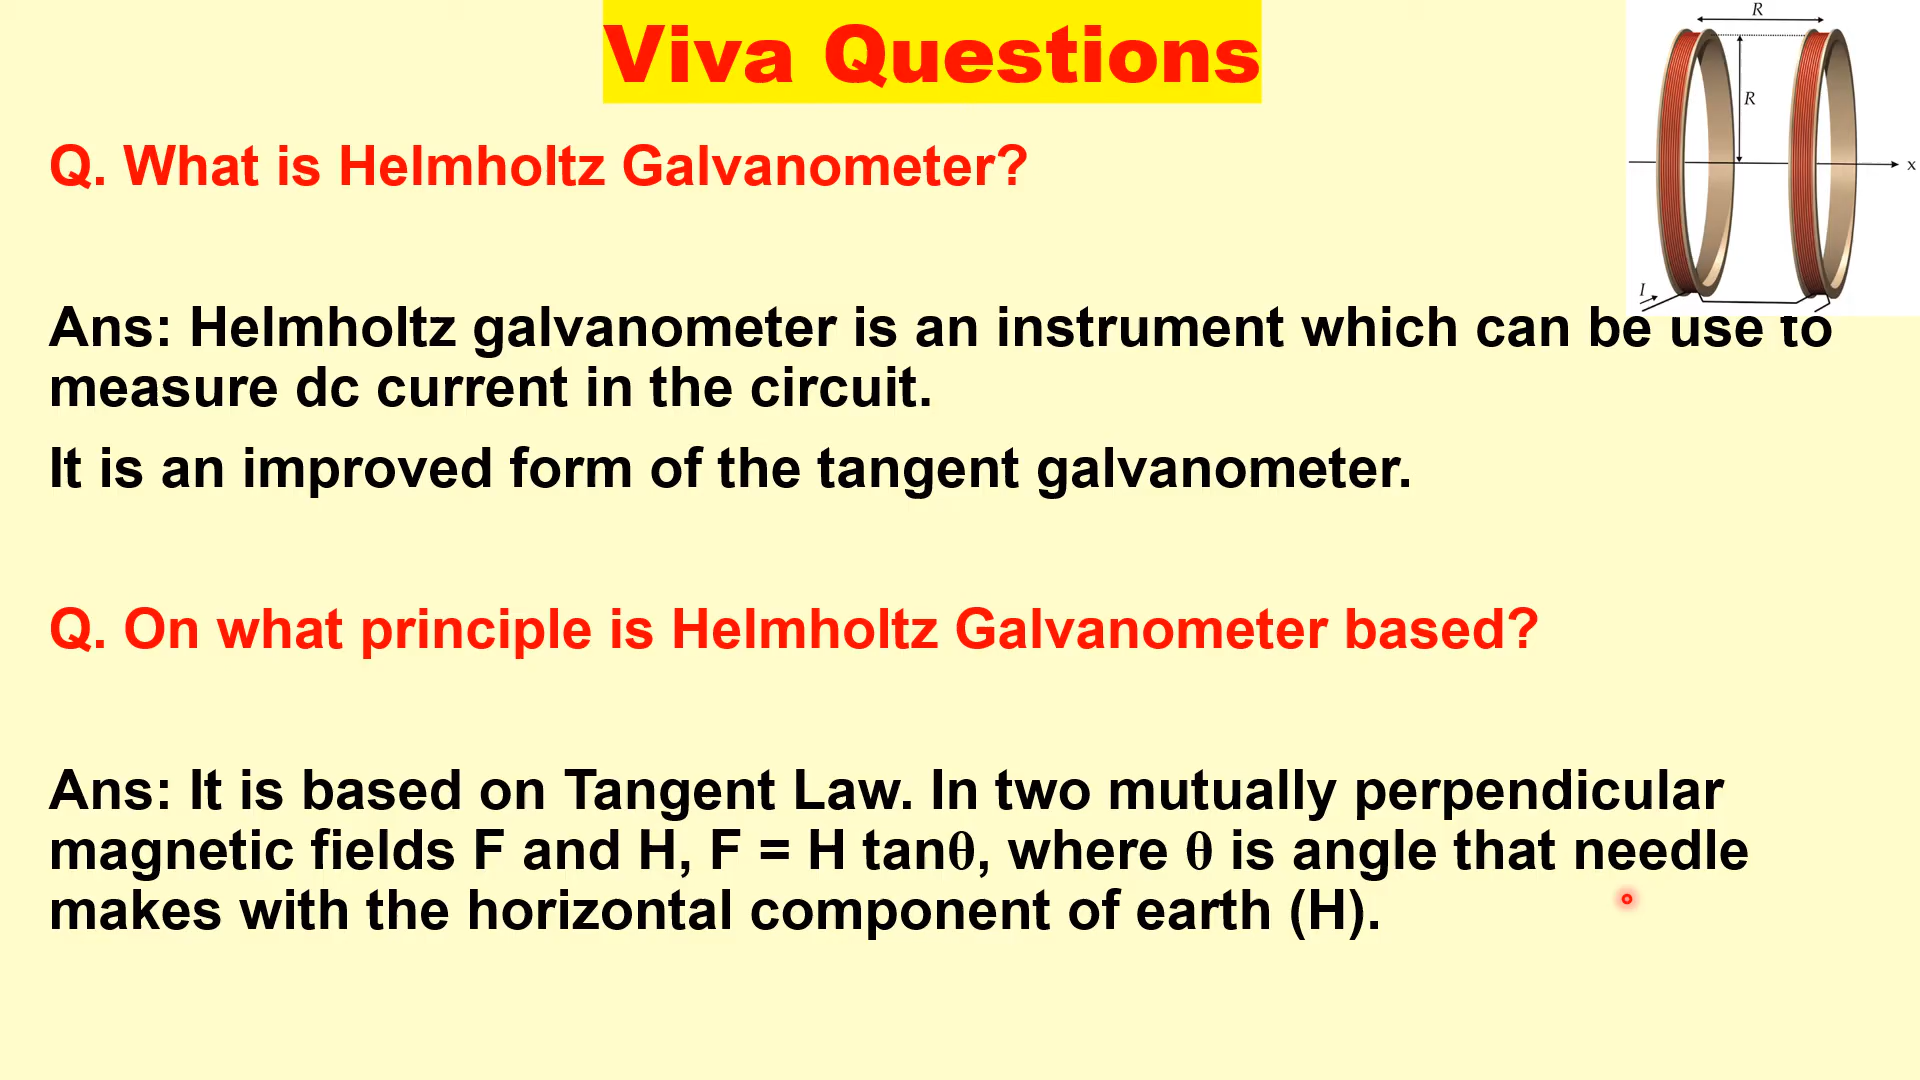 Viva Questions
R
R
x
I
Q. What is Helmholtz Galvanometer?
Ans: Helmholtz galvanometer is an instrument which can be use to
measure dc current in the circuit.
It is an improved form of the tangent galvanometer.
Q. On what principle is Helmholtz Galvanometer based?
Ans: It is based on Tangent Law. In two mutually perpendicular
magnetic fields F and H, F = H tanθ, where θ is angle that needle
makes with the horizontal component of earth (H).